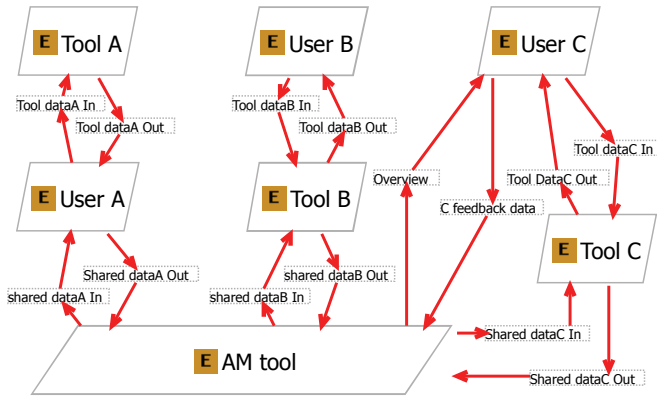 E Tool A
E User B
E User C
Tool dataA In
Tool dataB In
Tool dataA Out
Tool dataB Out
Tool dataC In
Overview
Tool DataC Out
E User A
E Tool B
C feedback data
E Tool C
Shared dataA Out
shared dataB Out
shared dataA In
shared dataB In
Shared dataC In
E AM tool
Shared dataC Out